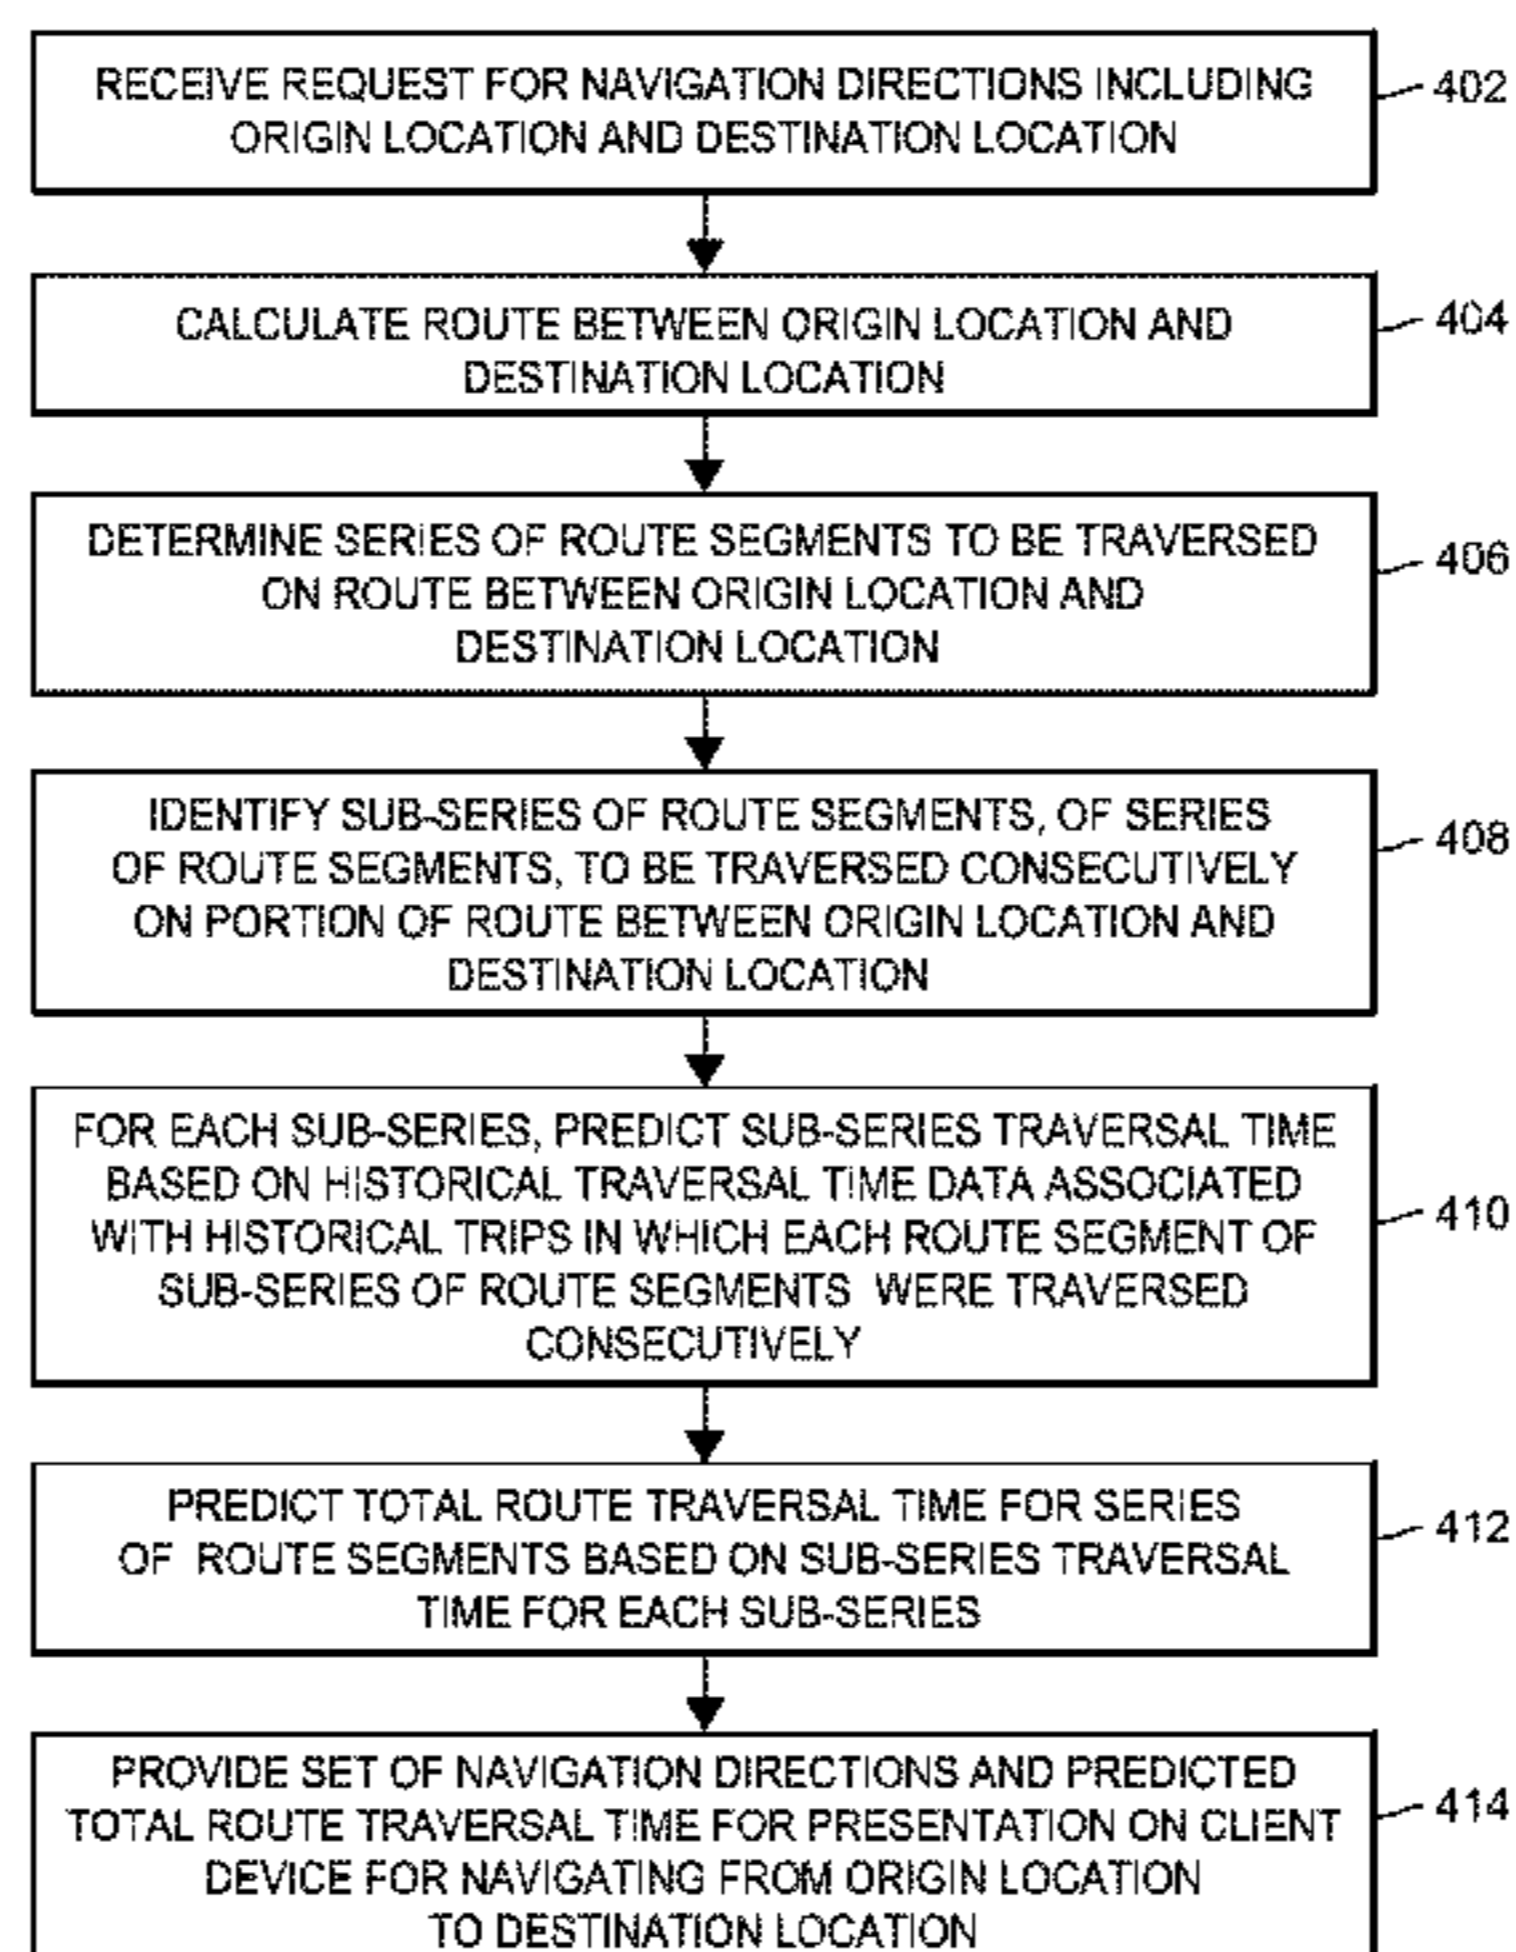 RECEIVE REQUEST FOR NAVIGATION DIRECTIONS INCLUDING
ORIGIN LOCATION AND DESTINATION LOCATION
402
CALCULATE ROUTE BETWEEN ORIGIN LOCATION AND
DESTINATION LOCATION
404
DETERMINE SERIES OF ROUTE SEGMENTS TO BE TRAVERSED
ON ROUTE BETWEEN ORIGIN LOCATION AND
DESTINATION LOCATION
406
IDENTIFY SUB-SERIES OF ROUTE SEGMENTS, OF SERIES
OF ROUTE SEGMENTS, TO BE TRAVERSED CONSECUTIVELY
ON PORTION OF ROUTE BETWEEN ORIGIN LOCATION AND
DESTINATION LOCATION
408
FOR EACH SUB-SERIES, PREDICT SUB-SERIES TRAVERSAL TIME
BASED ON HISTORICAL TRAVERSAL TIME DATA ASSOCIATED
WITH HISTORICAL TRIPS IN WHICH EACH ROUTE SEGMENT OF
SUB-SERIES OF ROUTE SEGMENTS WERE TRAVERSED
CONSECUTIVELY
410
PREDICT TOTAL ROUTE TRAVERSAL TIME FOR SERIES
OF ROUTE SEGMENTS BASED ON SUB-SERIES TRAVERSAL
TIME FOR EACH SUB-SERIES
412
PROVIDE SET OF NAVIGATION DIRECTIONS AND PREDICTED
TOTAL ROUTE TRAVERSAL TIME FOR PRESENTATION ON CLIENT
DEVICE FOR NAVIGATING FROM ORIGIN LOCATION
TO DESTINATION LOCATION
414